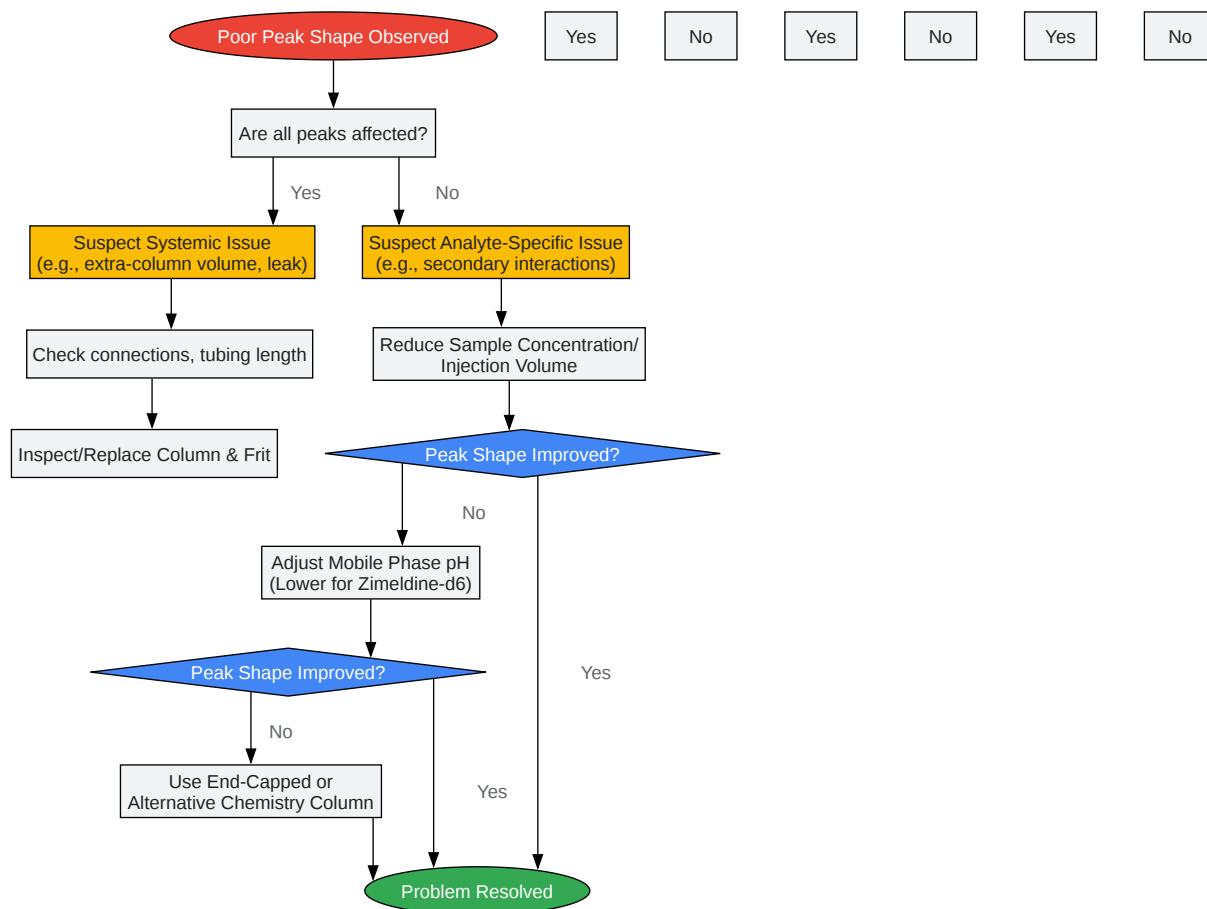 Poor Peak Shape Observed
Yes
No
Yes
No
Yes
No
Are all peaks affected?
Yes
No
Suspect Systemic Issue
(e.g., extra-column volume, leak)
Suspect Analyte-Specific Issue
(e.g., secondary interactions)
Check connections, tubing length
Reduce Sample Concentration/
Injection Volume
Inspect/Replace Column & Frit
Peak Shape Improved?
No
Adjust Mobile Phase pH
(Lower for Zimeldine-d6)
Peak Shape Improved?
Yes
No
Use End-Capped or
Alternative Chemistry Column
Yes
Problem Resolved